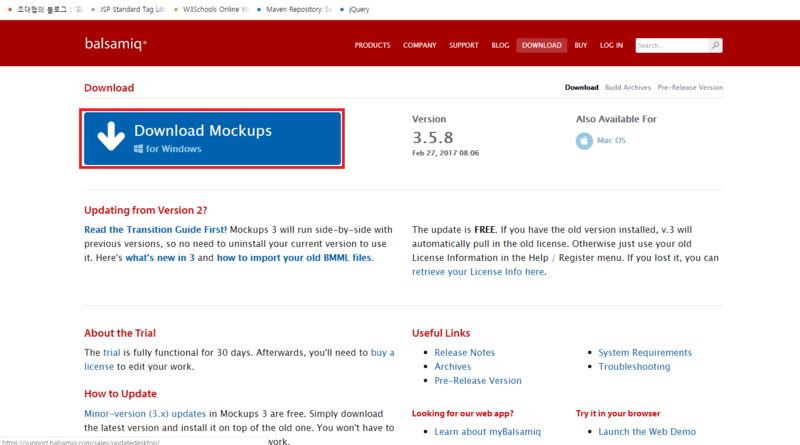 조대협의 블로그 :: '프
JSP Standard Tag Lib
W3Schools Online W
Maven Repository: Se
jQuery
balsamiq®
PRODUCTS COMPANY SUPPORT BLOG DOWNLOAD BUY LOG IN Search...
Download
Download Build Archives Pre-Release Version
Download Mockups
for Windows
Version
3.5.8
Feb 27, 2017 08:06
Also Available For
Mac OS
Updating from Version 2?
Read the Transition Guide First! Mockups 3 will run side-by-side with
previous versions, so no need to uninstall your current version to use
it. Here's what's new in 3 and how to import your old BMML files.
The update is FREE. If you have the old version installed, v.3 will
automatically pull in the old license. Otherwise just use your old
License Information in the Help / Register menu. If you lost it, you can
retrieve your License Info here.
About the Trial
The trial is fully functional for 30 days. Afterwards, you'll need to buy a
license to edit your work.
How to Update
Minor-version (3.x) updates in Mockups 3 are free. Simply download
the latest version and install it on top of the old one. You won't have to
work.
Useful Links
Release Notes
Archives
Pre-Release Version
System Requirements
Troubleshooting
Looking for our web app?
Learn about myBalsamiq
Try it in your browser
Launch the Web Demo
https://support.balsamiq.com/sales/updatedesktop/